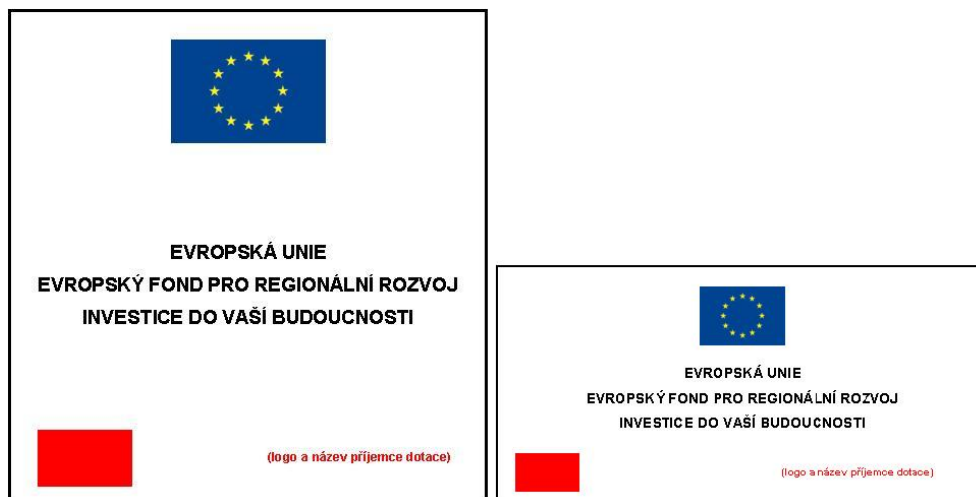 EVROPSKÁ UNIE
EVROPSKÝ FOND PRO REGIONÁLNÍ ROZVOJ
INVESTICE DO VAŠÍ BUDOUCNOSTI
(logo a název příjemce dotace)
EVROPSKÁ UNIE
EVROPSKÝ FOND PRO REGIONÁLNÍ ROZVOJ
INVESTICE DO VAŠÍ BUDOUCNOSTI
(logo a název příjemce dotace)